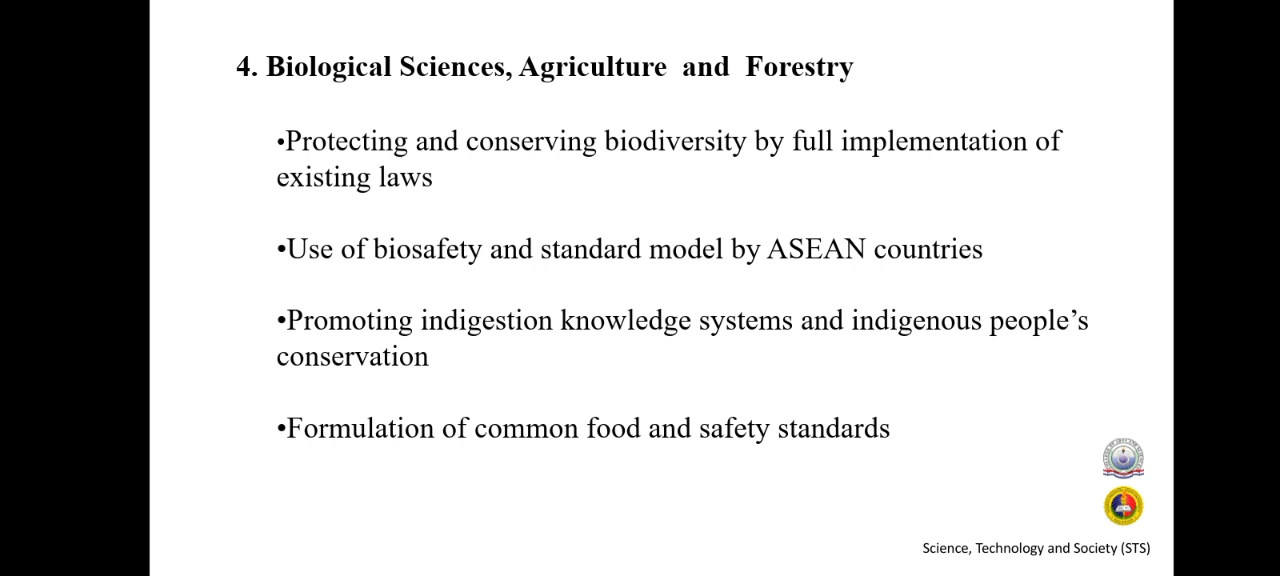 4. Biological Sciences, Agriculture and Forestry
•Protecting and conserving biodiversity by full implementation of
existing laws
•Use of biosafety and standard model by ASEAN countries
•Promoting indigestion knowledge systems and indigenous people’s
conservation
•Formulation of common food and safety standards
Science, Technology and Society (STS)